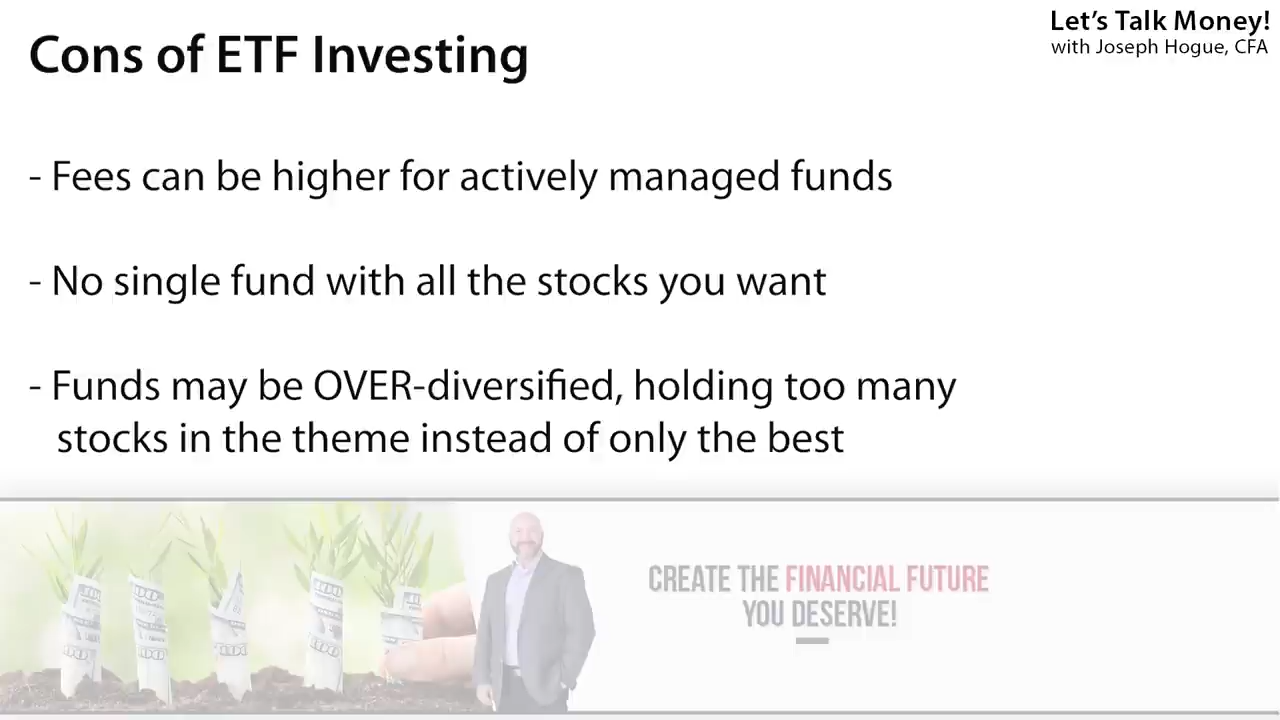 Cons of ETF Investing
Let's Talk Money!
with Joseph Hogue, CFA
- Fees can be higher for actively managed funds
- No single fund with all the stocks you want
- Funds may be OVER-diversified, holding too many
stocks in the theme instead of only the best
CREATE THE FINANCIAL FUTURE
YOU DESERVE!